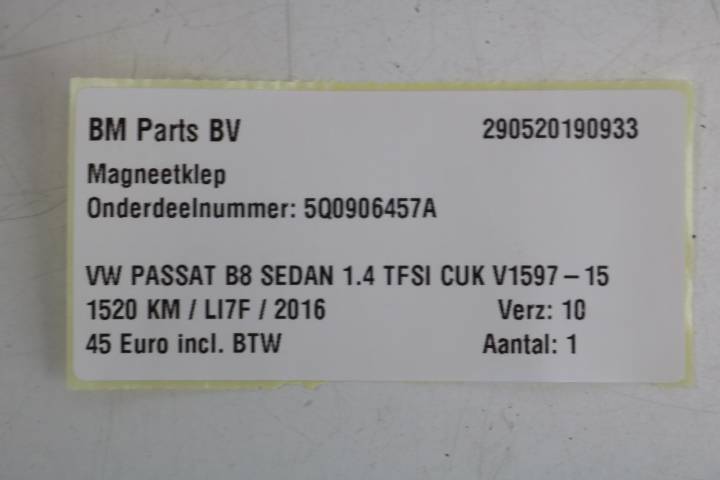 BM Parts BV 290520190933
Magneetklep
Onderdeelnummer: 5Q0906457A
VW PASSAT B8 SEDAN 1.4 TFSI CUK V1597-15
1520 KM / LI7F / 2016 Verz: 10
45 Euro incl. BTW Aantal: 1